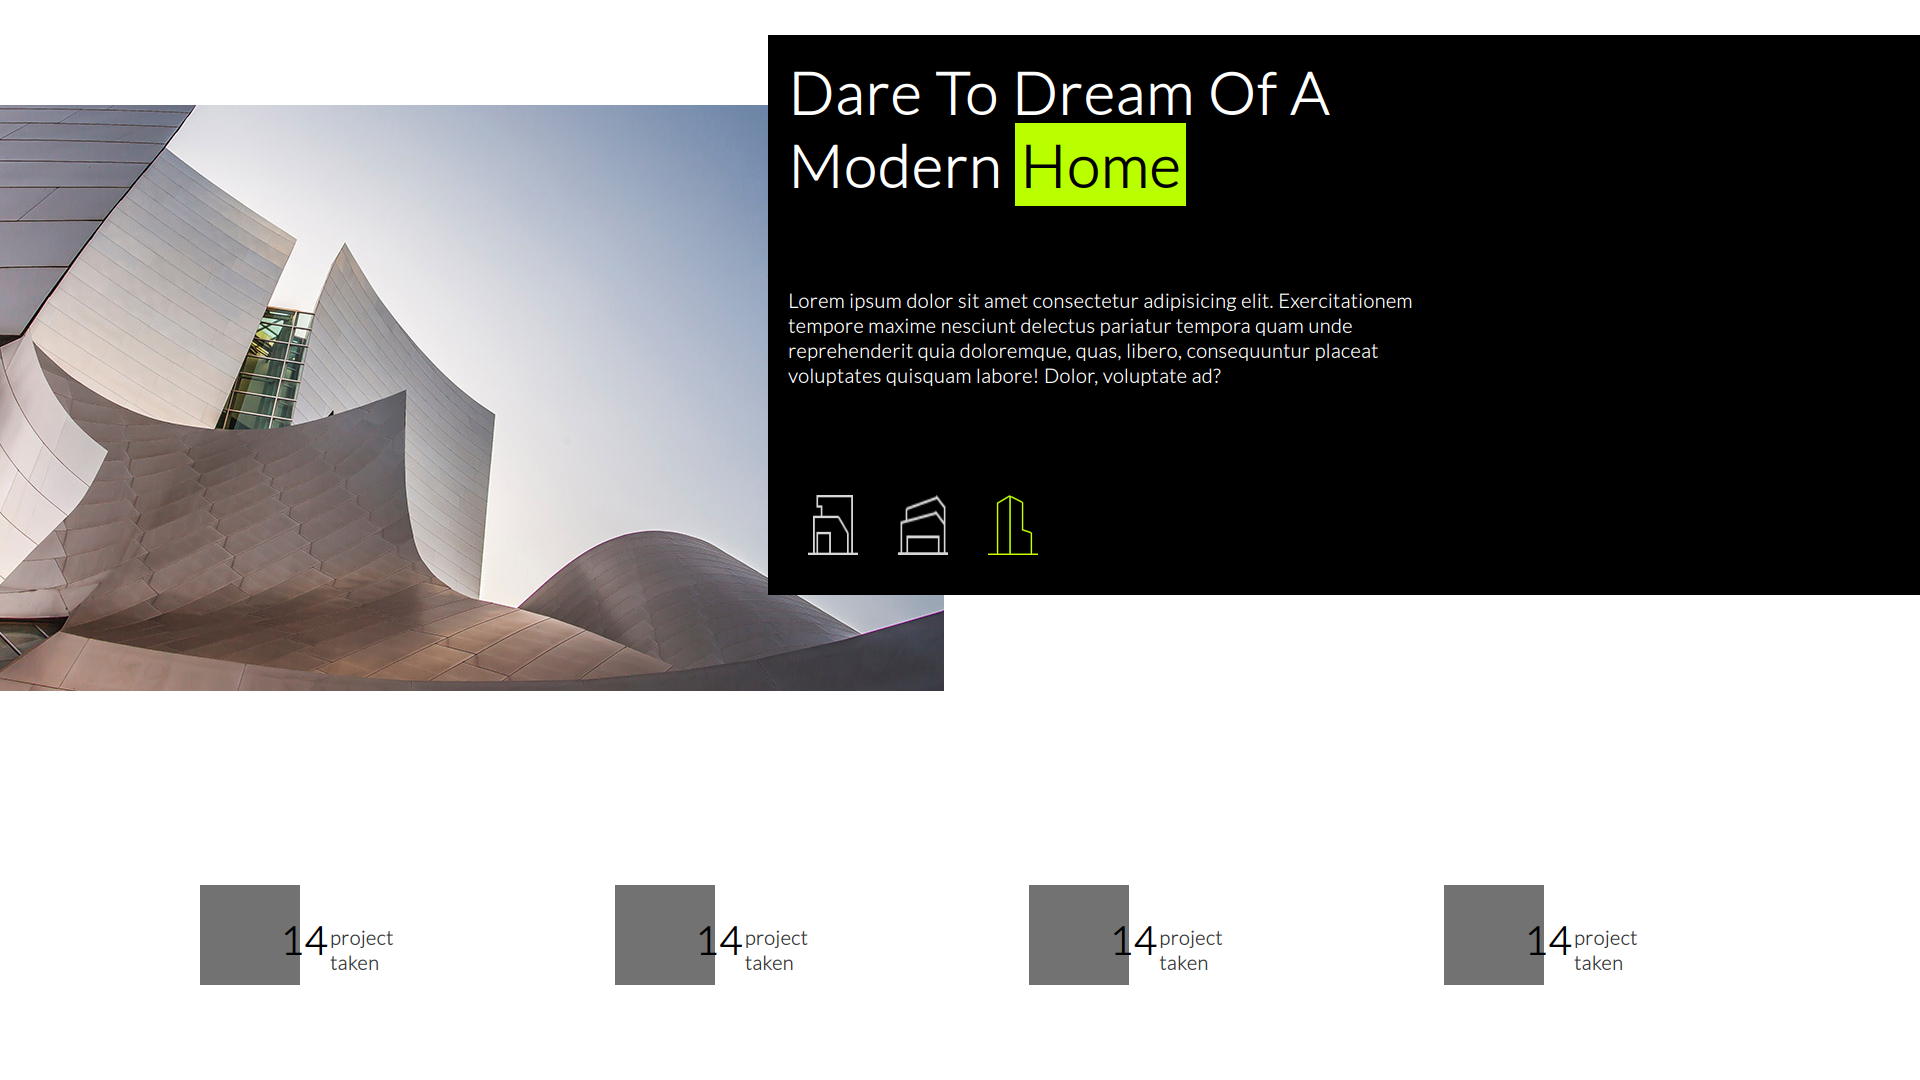 Dare To Dream Of A
Modern Home
Lorem ipsum dolor sit amet consectetur adipisicing elit. Exercitationem
tempore maxime nesciunt delectus pariatur tempora quam unde
reprehenderit quia doloremque, quas, libero, consequuntur placeat
voluptates quisquam labore! Dolor, voluptate ad?
14 project
taken
14 project
taken
14 project
taken
14 project
taken